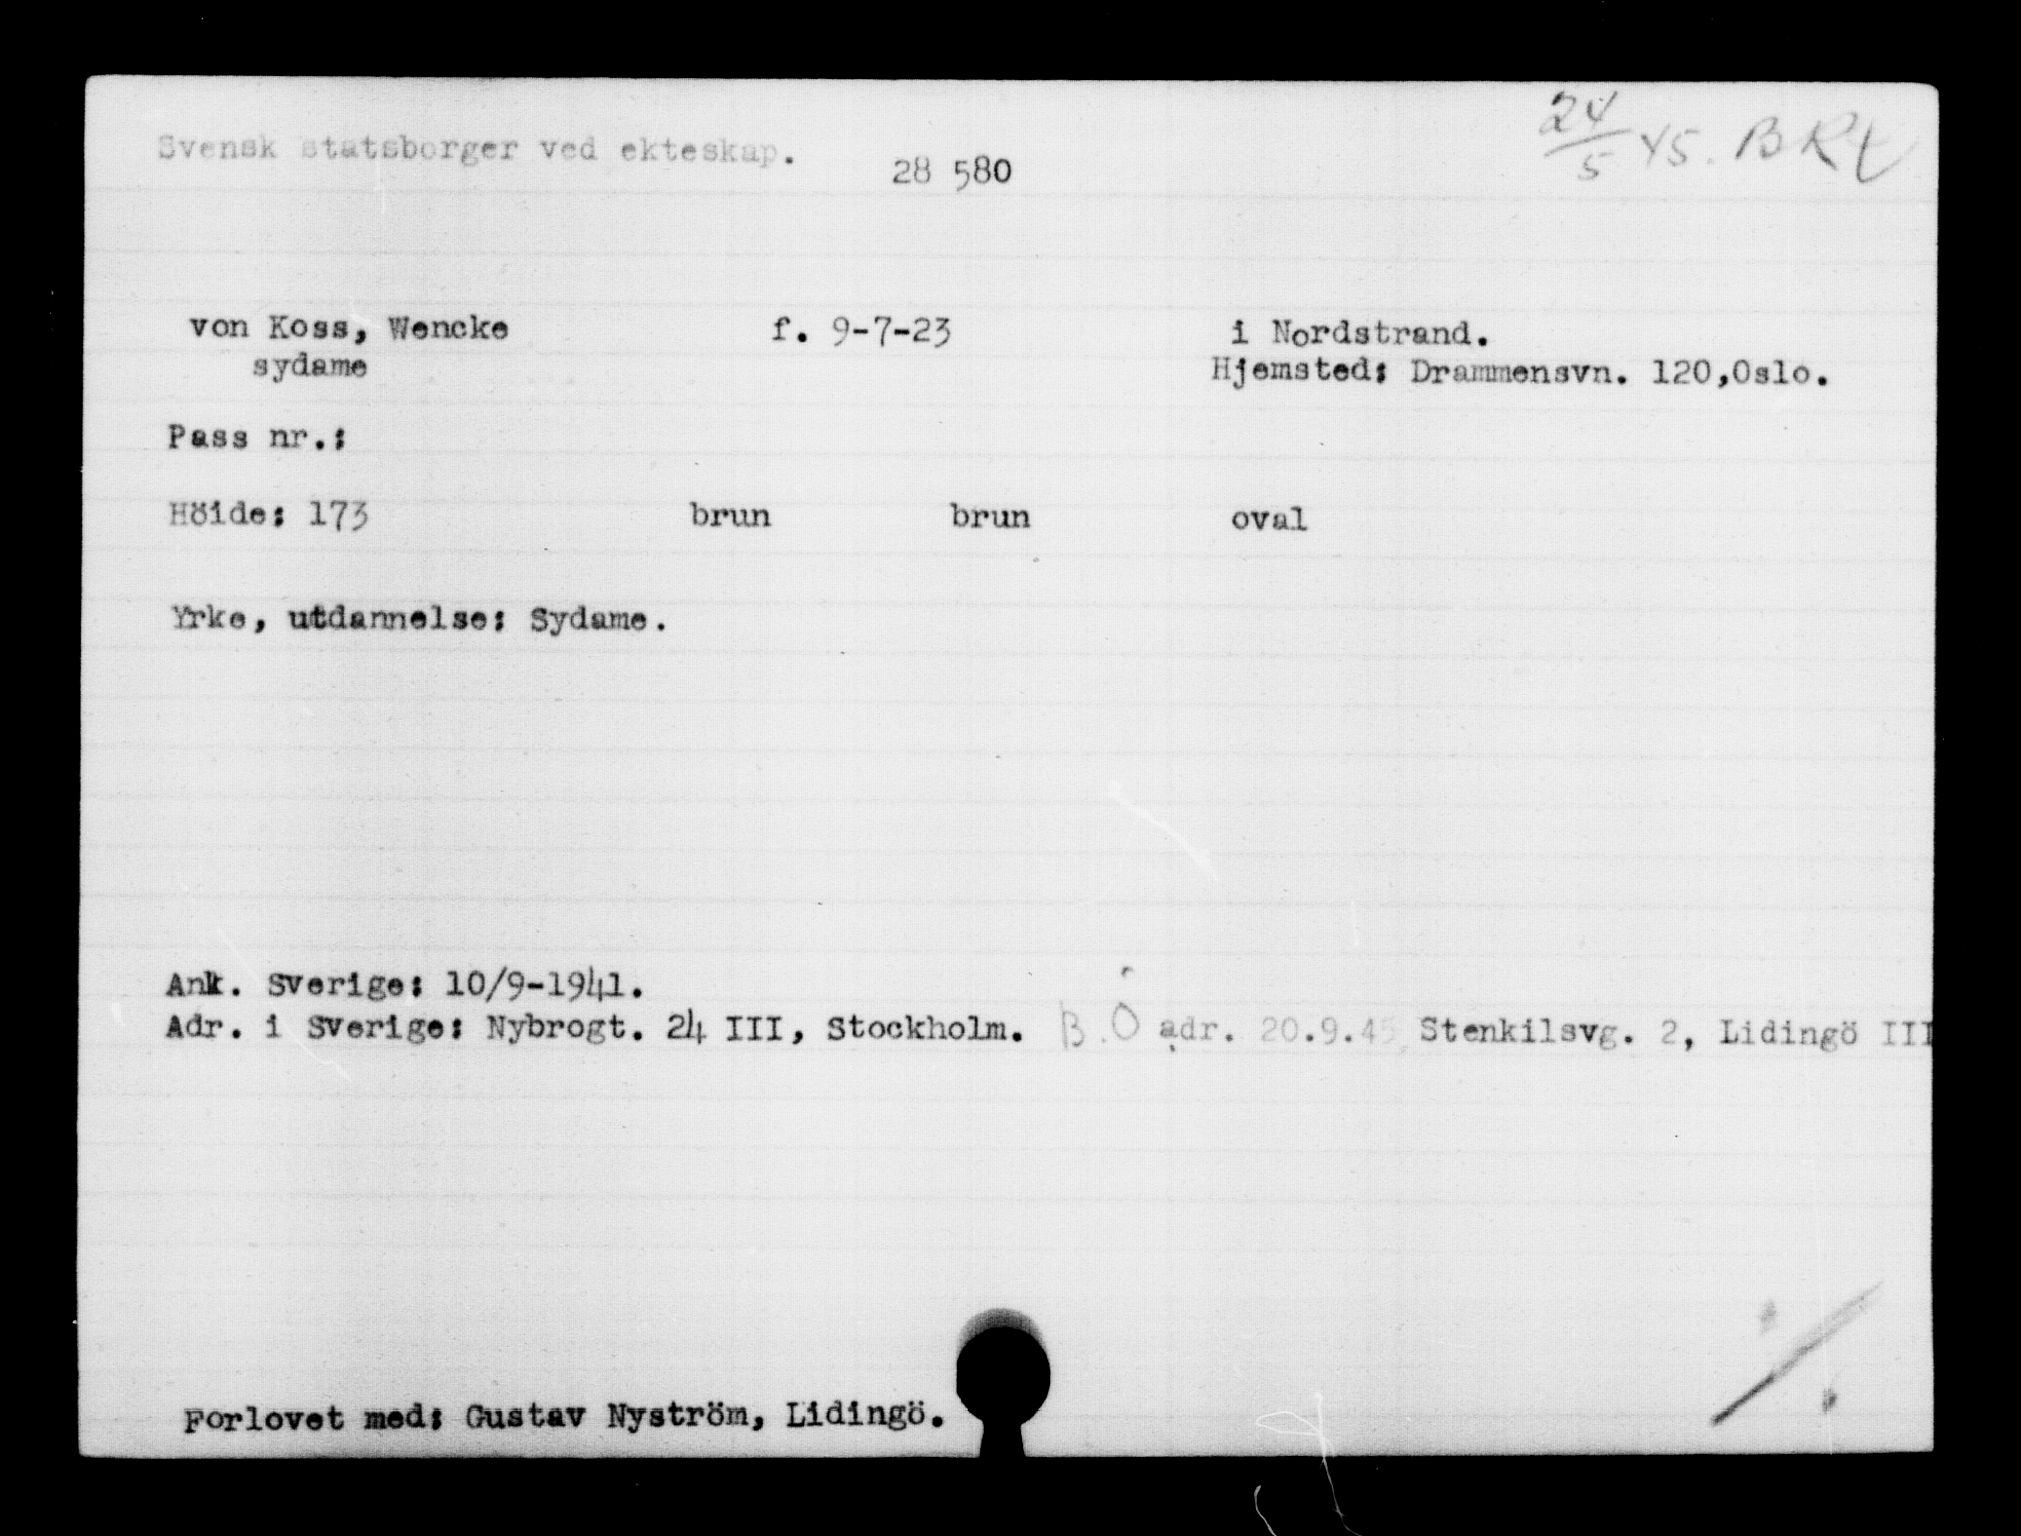 Svensk statsborger ved ekteskap.
28 580
24/5 45. B R
von Koss, Wencke f. 9-7-23 i Nordstrand.
sydame Hjemsted: Drammensvn. 120,Oslo.
Pass nr.:
Höide: 173 brun brun oval
Yrke, utdannelse: Sydame.
Ank. Sverige: 10/9-1941.
Adr. i Sverige: Nybrogt. 24 III, Stockholm. B.Ö adr. 20.9.45, Stenkilsvg. 2, Lidingö III
Forlovet med: Gustav Nyström, Lidingö.